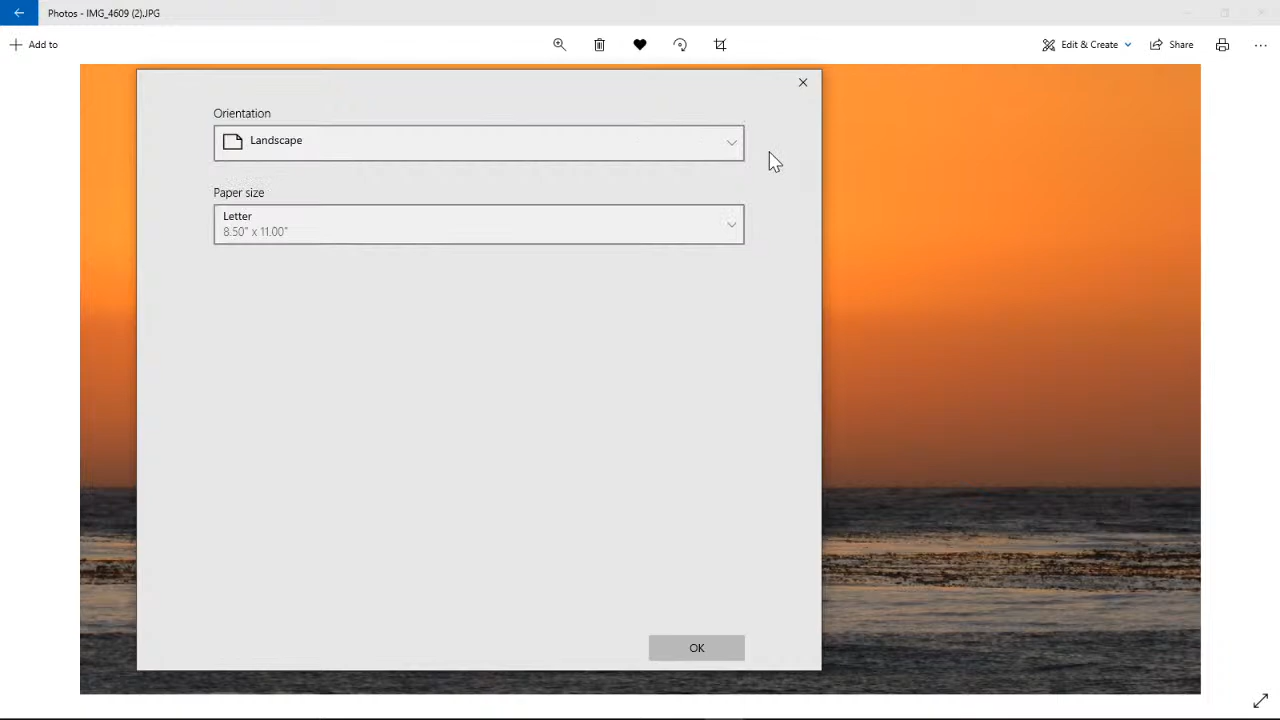 Photos - IMG_4609 (2).JPG
Add to
Edit & Create
Share
Orientation
Landscape
Paper size
Letter
8.50" x 11.00"
OK